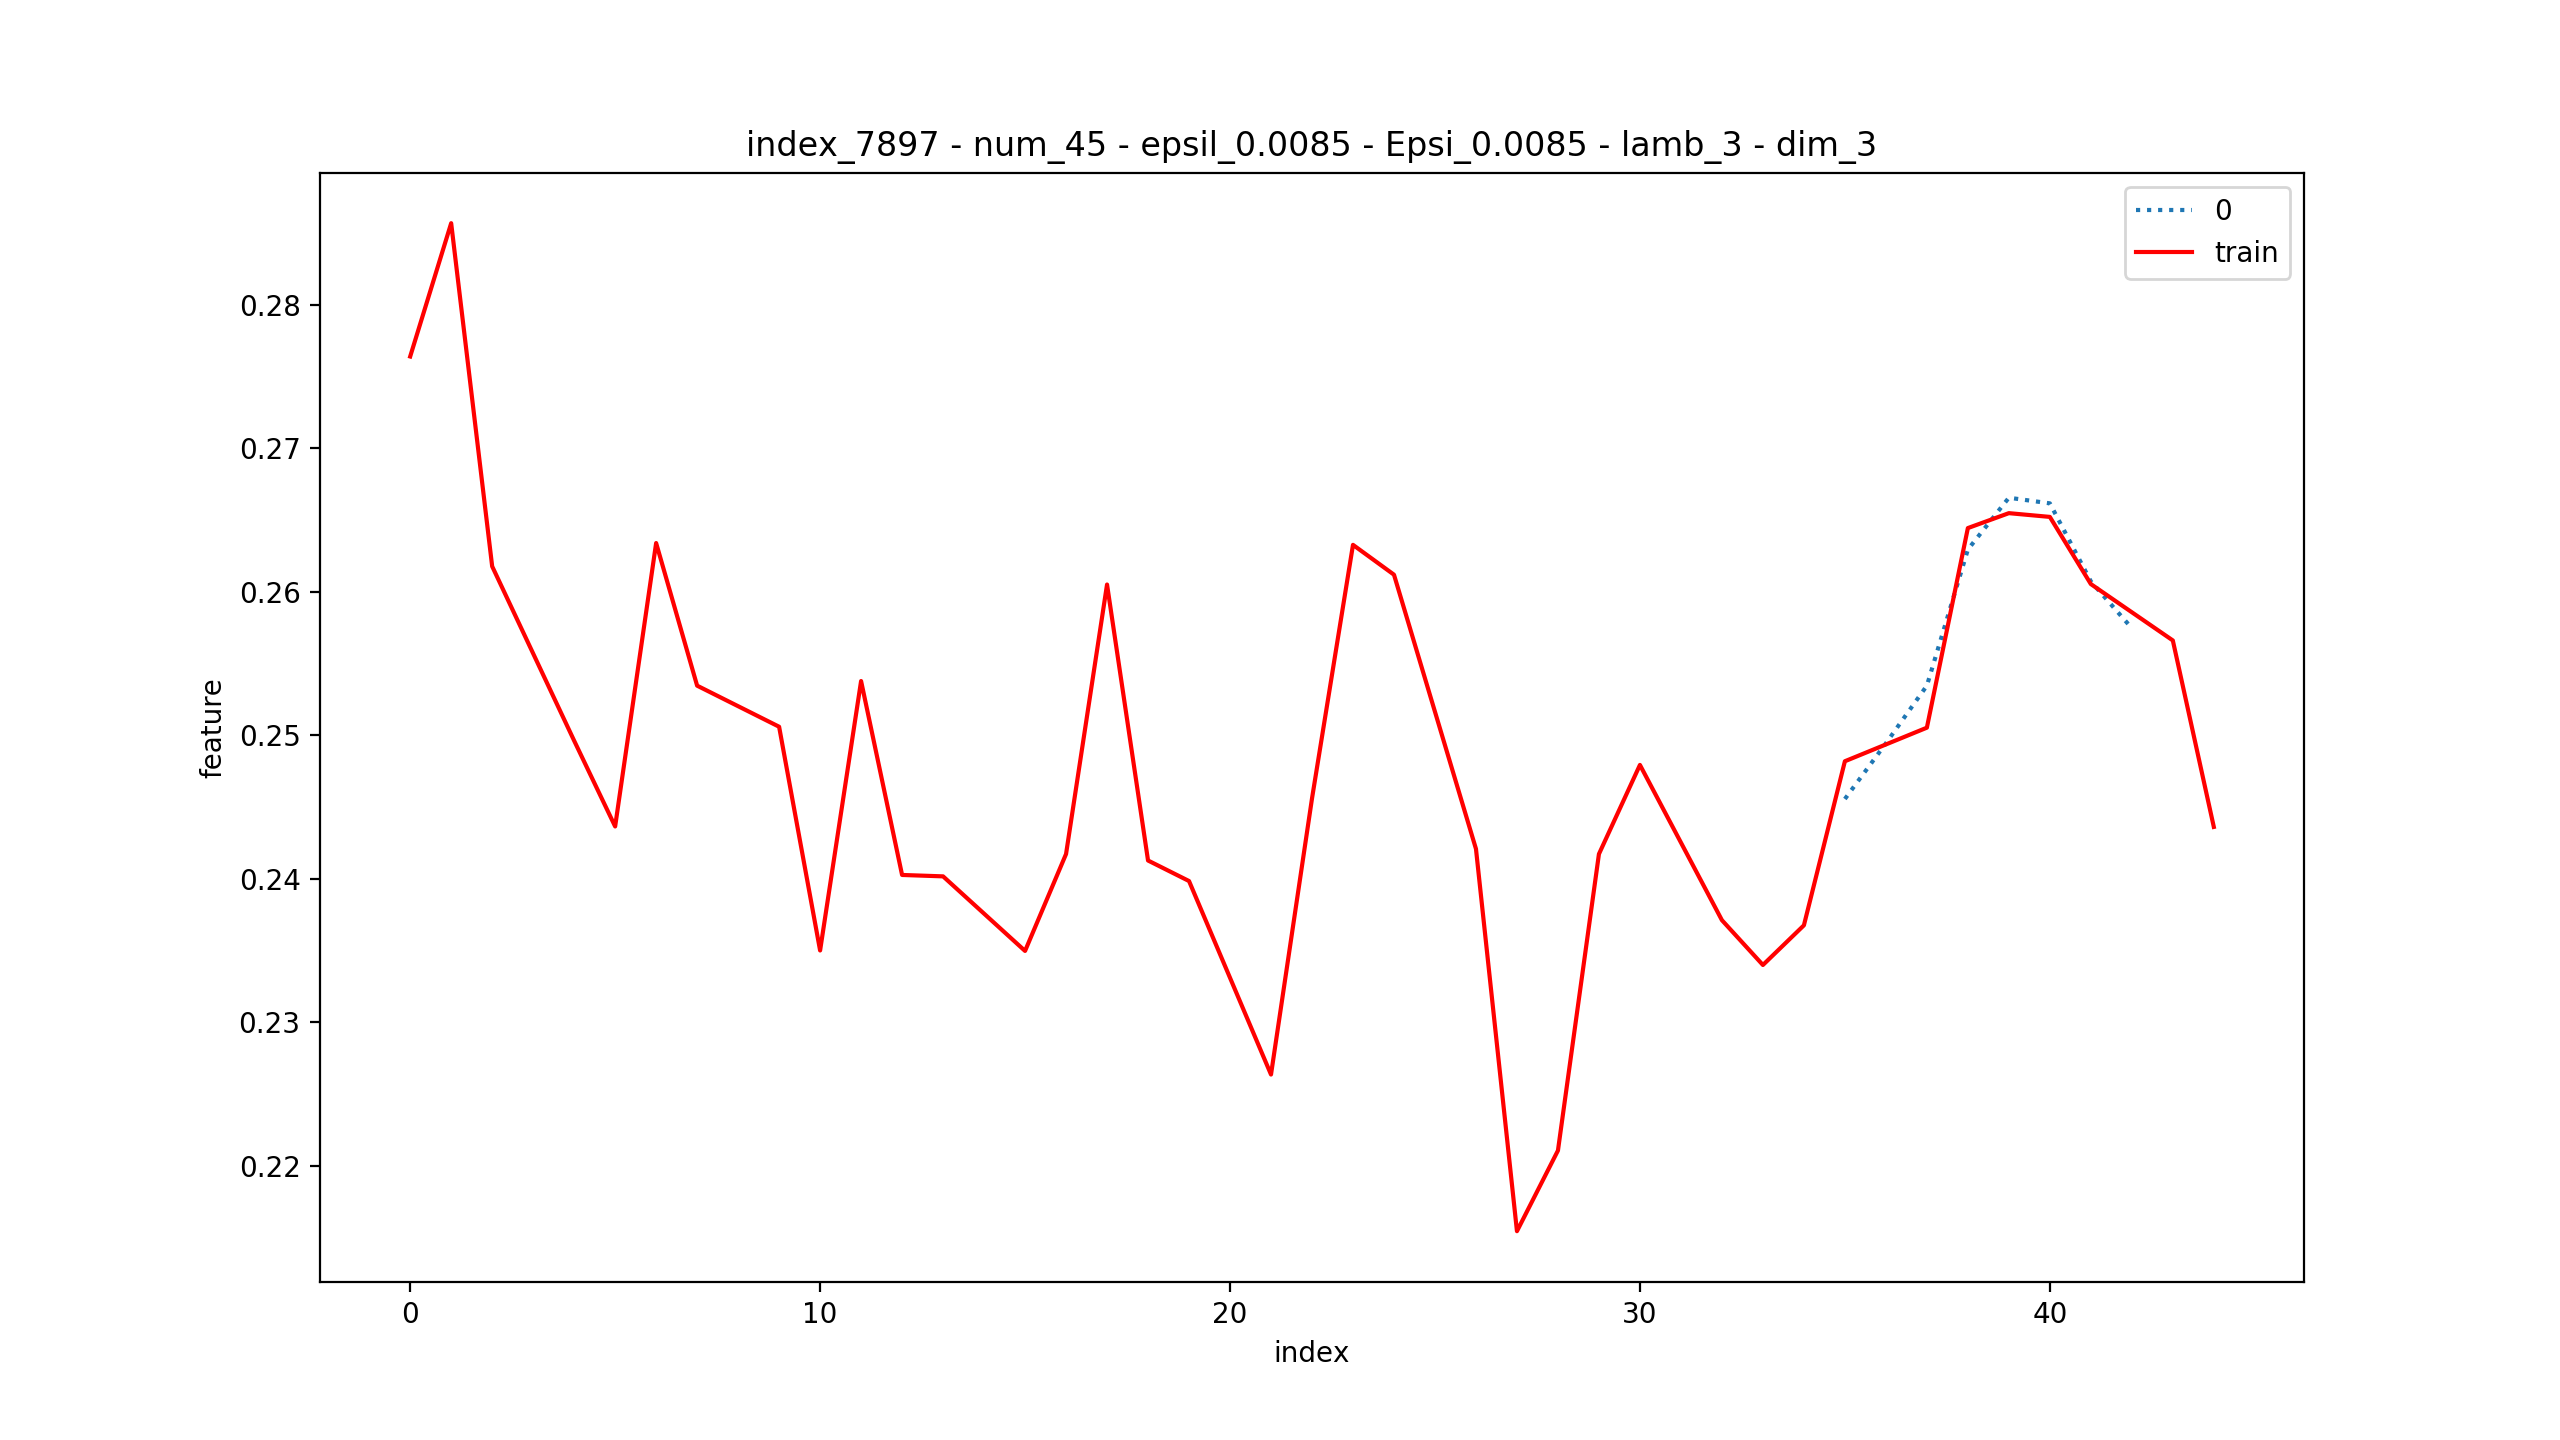 index_7897 - num_45 - epsil_0.0085 - Epsi_0.0085 - lamb_3 - dim_3
0
train
0.28
0.27
0.26
0.25
0.24
0.23
0.22
feature
0 10 20 30 40
index